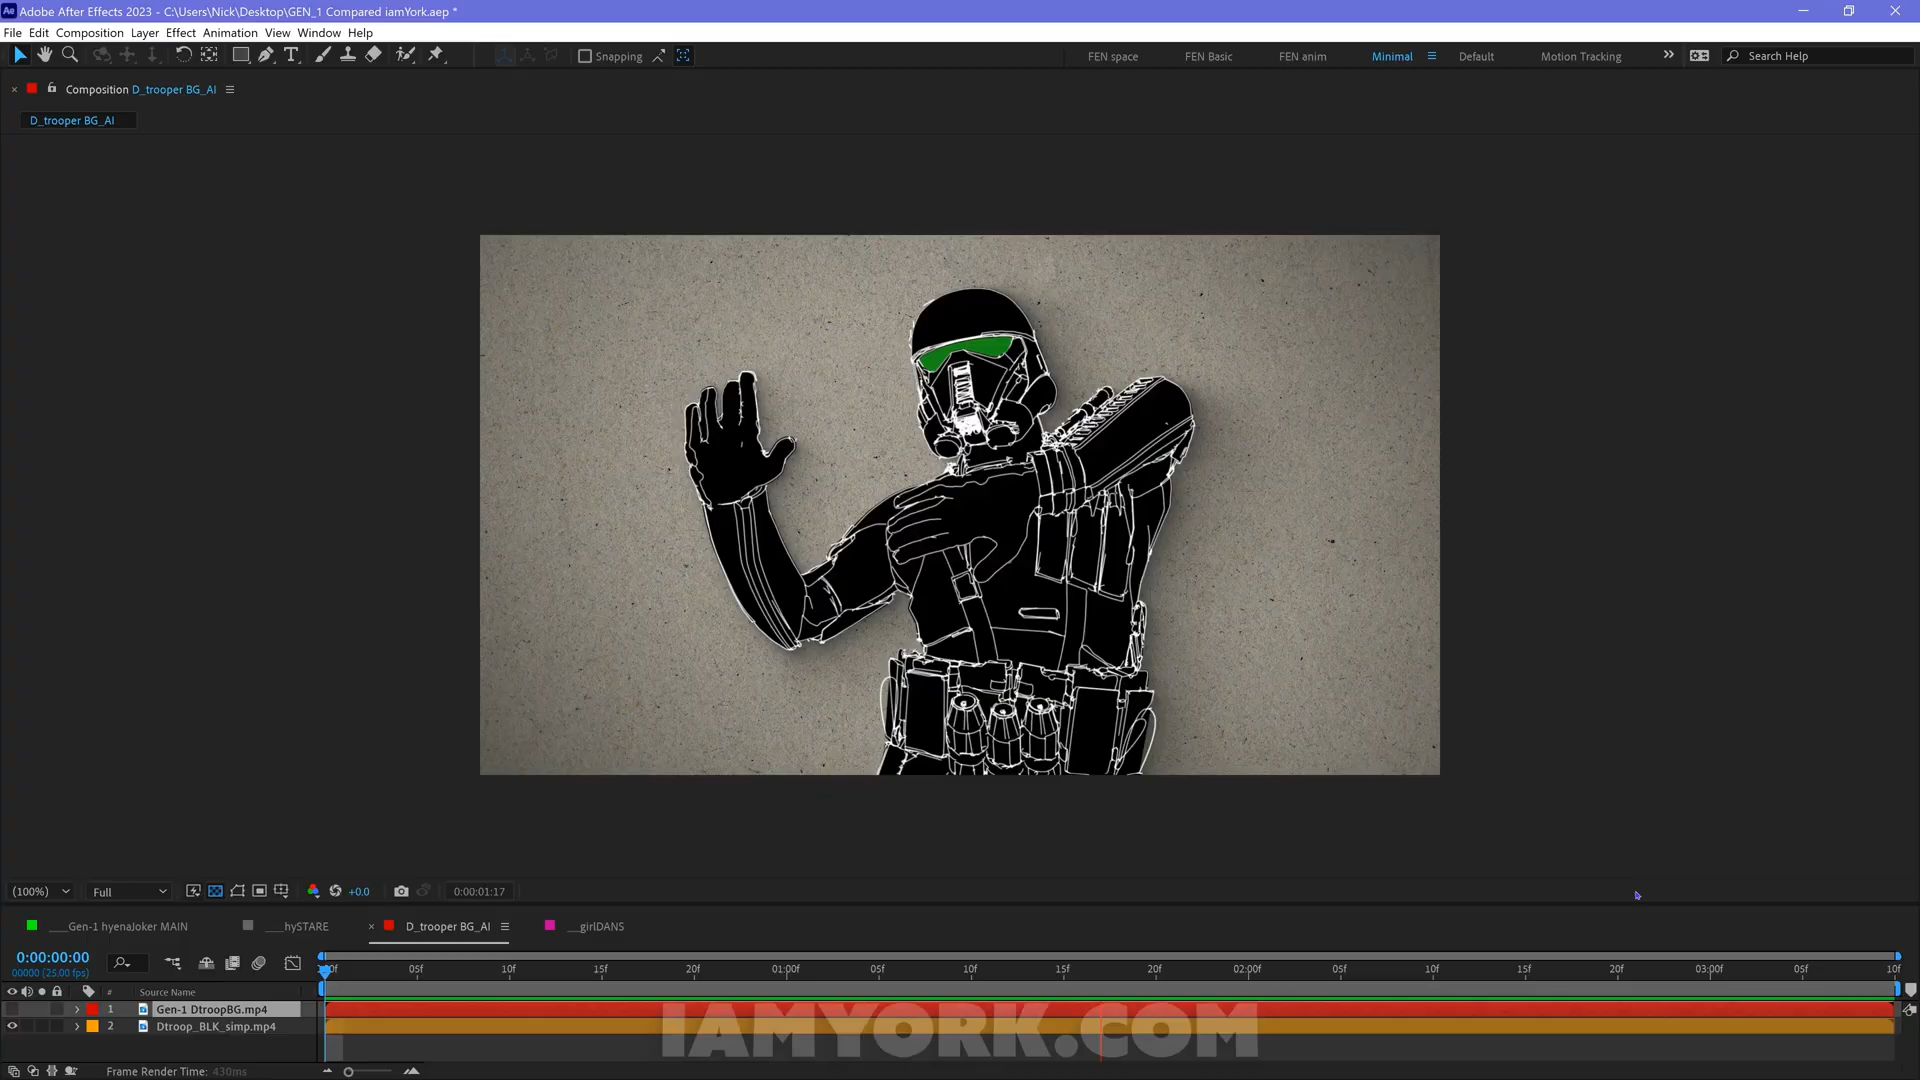 Adobe After Effects 2023 - C:\Users\Nick\Desktop\GEN_1 Compared iamYork.aep *
File Edit Composition Layer Effect Animation View Window Help
Snapping FEN space FEN Basic FEN anim Minimal Default Motion Tracking Search Help
Composition D_trooper BG_AI
D_trooper BG_AI
(100%) Full +0.0 0:00:01:17
___Gen-1 hyenaJoker MAIN ___hySTARE D_trooper BG_AI __girlDANS
0:00:00:00
00000 (25.00 fps)
05f 10f 15f 20f 01:00f 05f 10f 15f 20f 02:00f 05f 10f 15f 20f 03:00f 05f 10f
# Source Name
1 Gen-1 DtroopBG.mp4
2 Dtroop_BLK_simp.mp4
IAMYORK.COM
Frame Render Time: 430ms